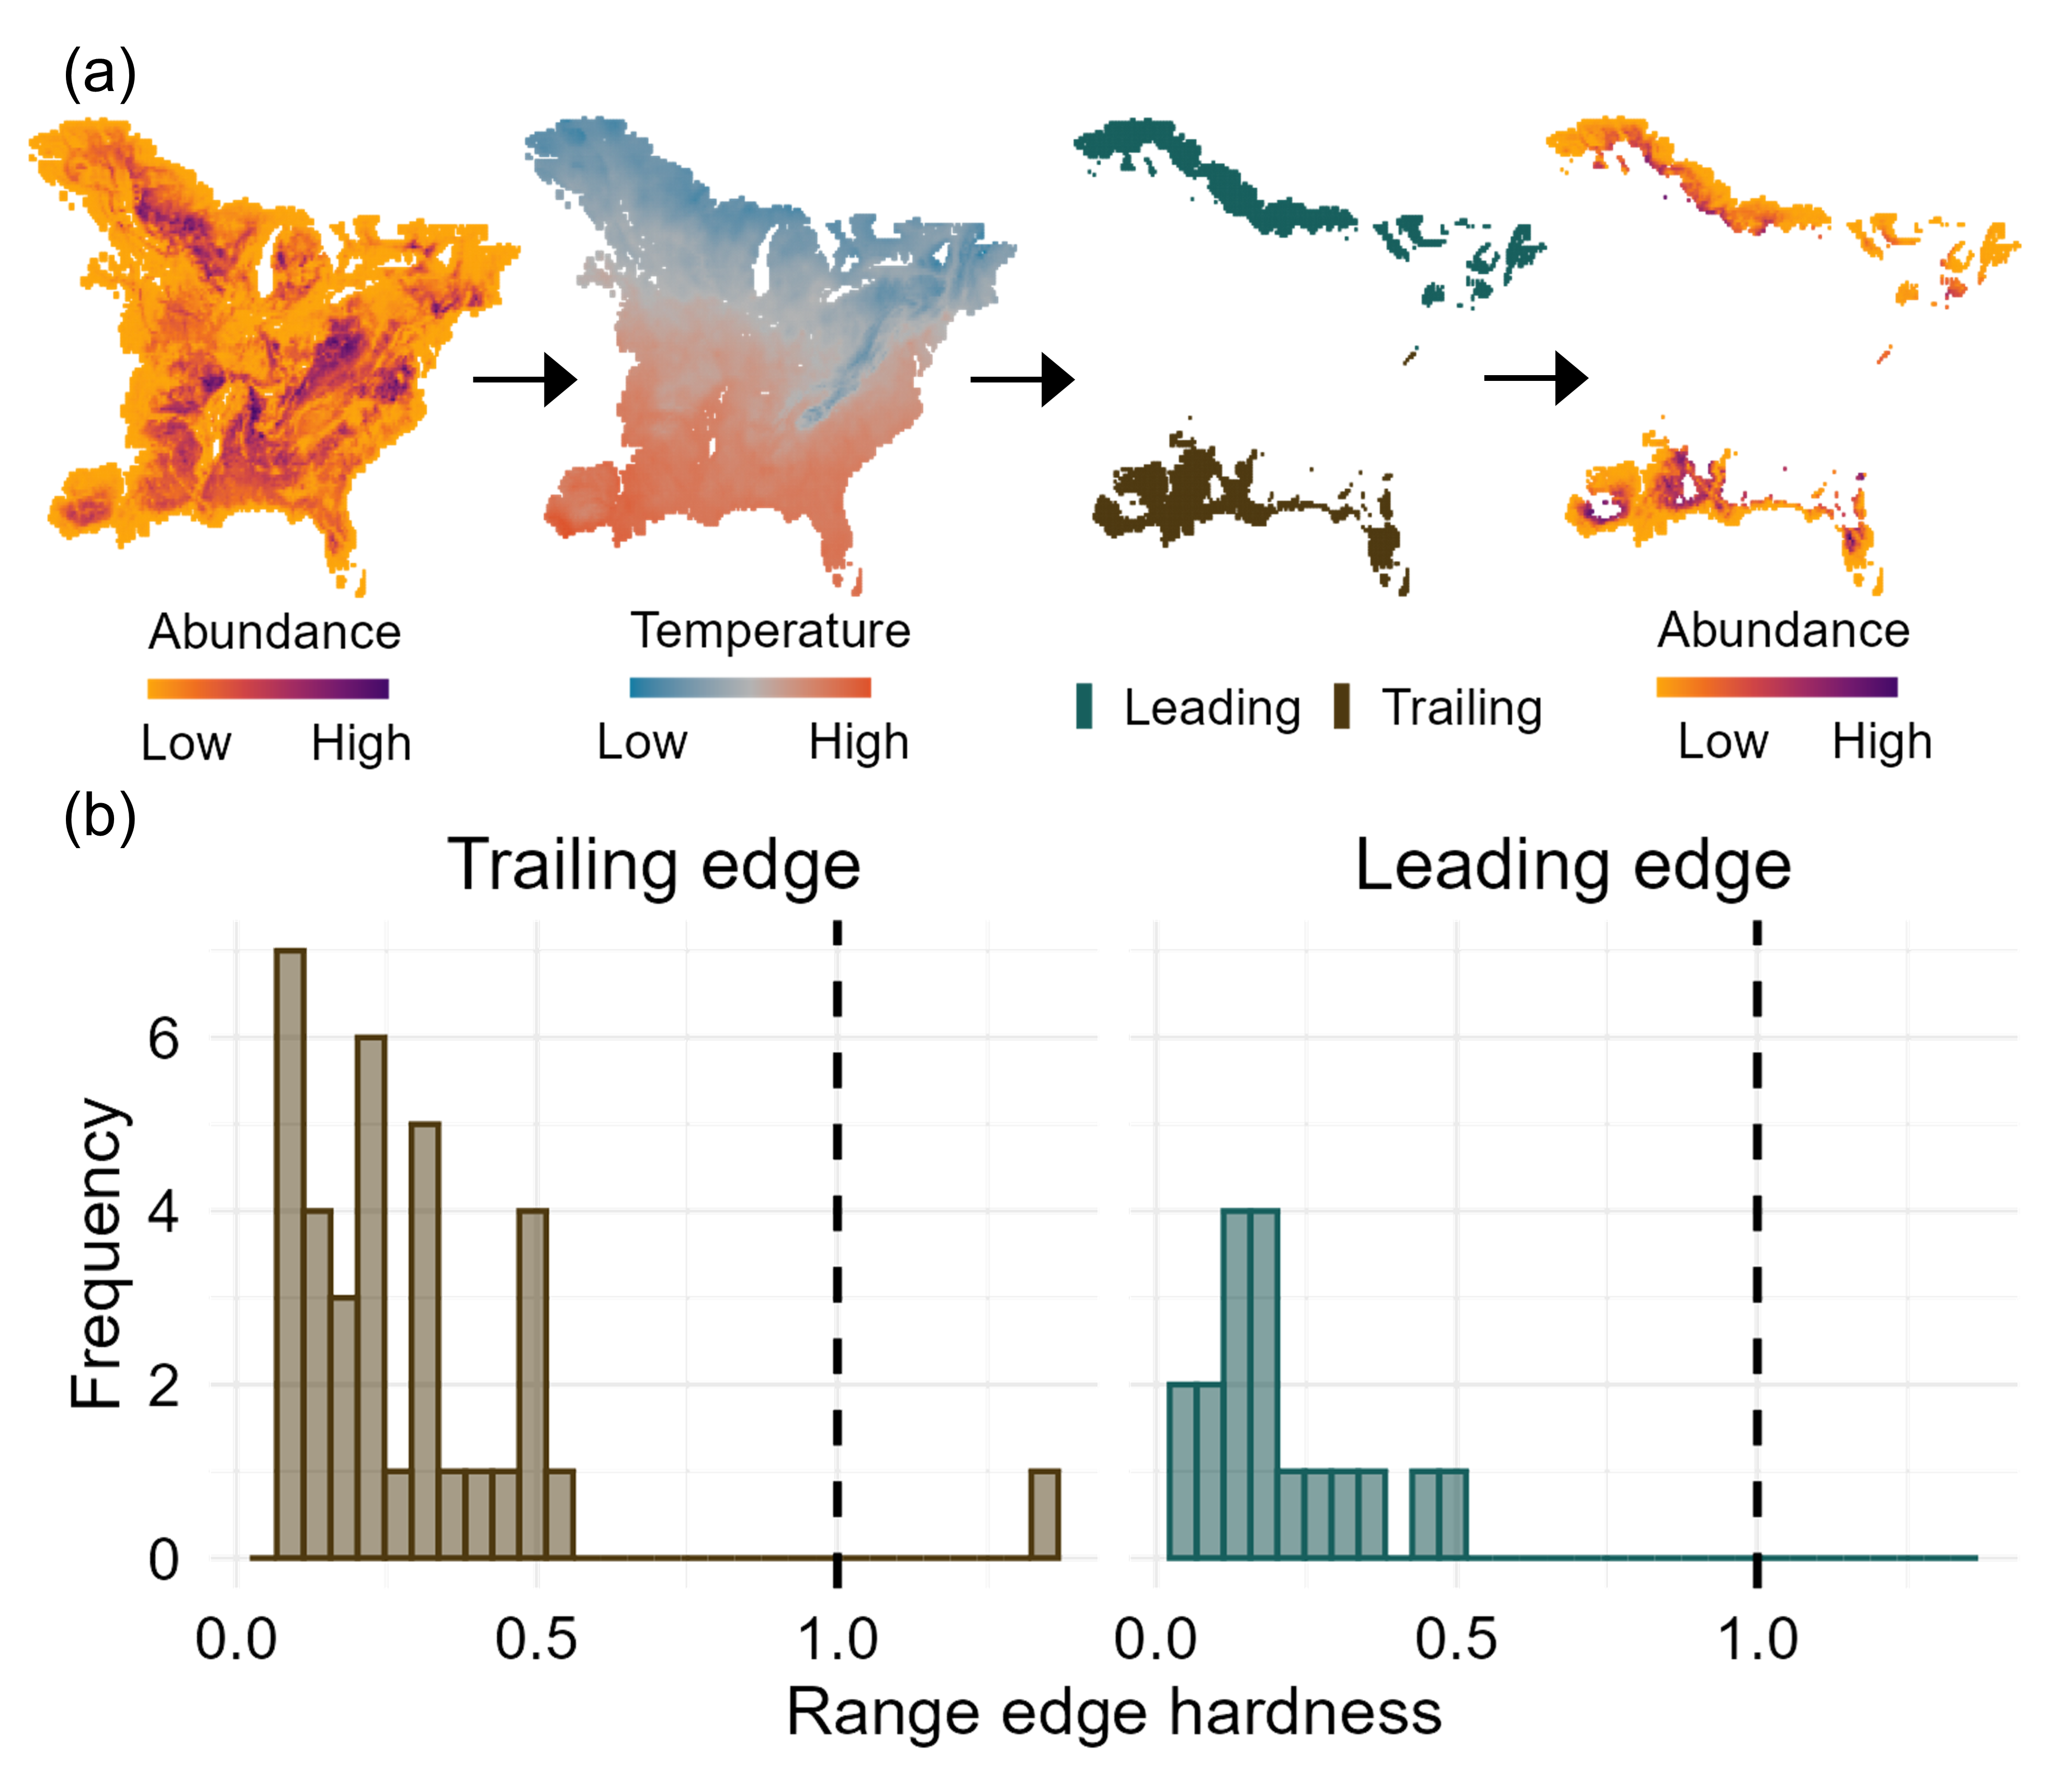 (a)
Abundance
Low High
Temperature
Low High
Leading Trailing
Abundance
Low High
(b)
Trailing edge
Leading edge
Frequency
6
4
2
0
0.0 0.5 1.0
0.0 0.5 1.0
Range edge hardness